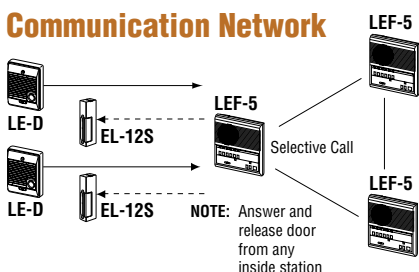 Communication Network
LEF-5
LEF-5
LE-D
EL-12S
Selective Call
LEF-5
LE-D
EL-12S
NOTE: Answer and
release door
from any
inside station